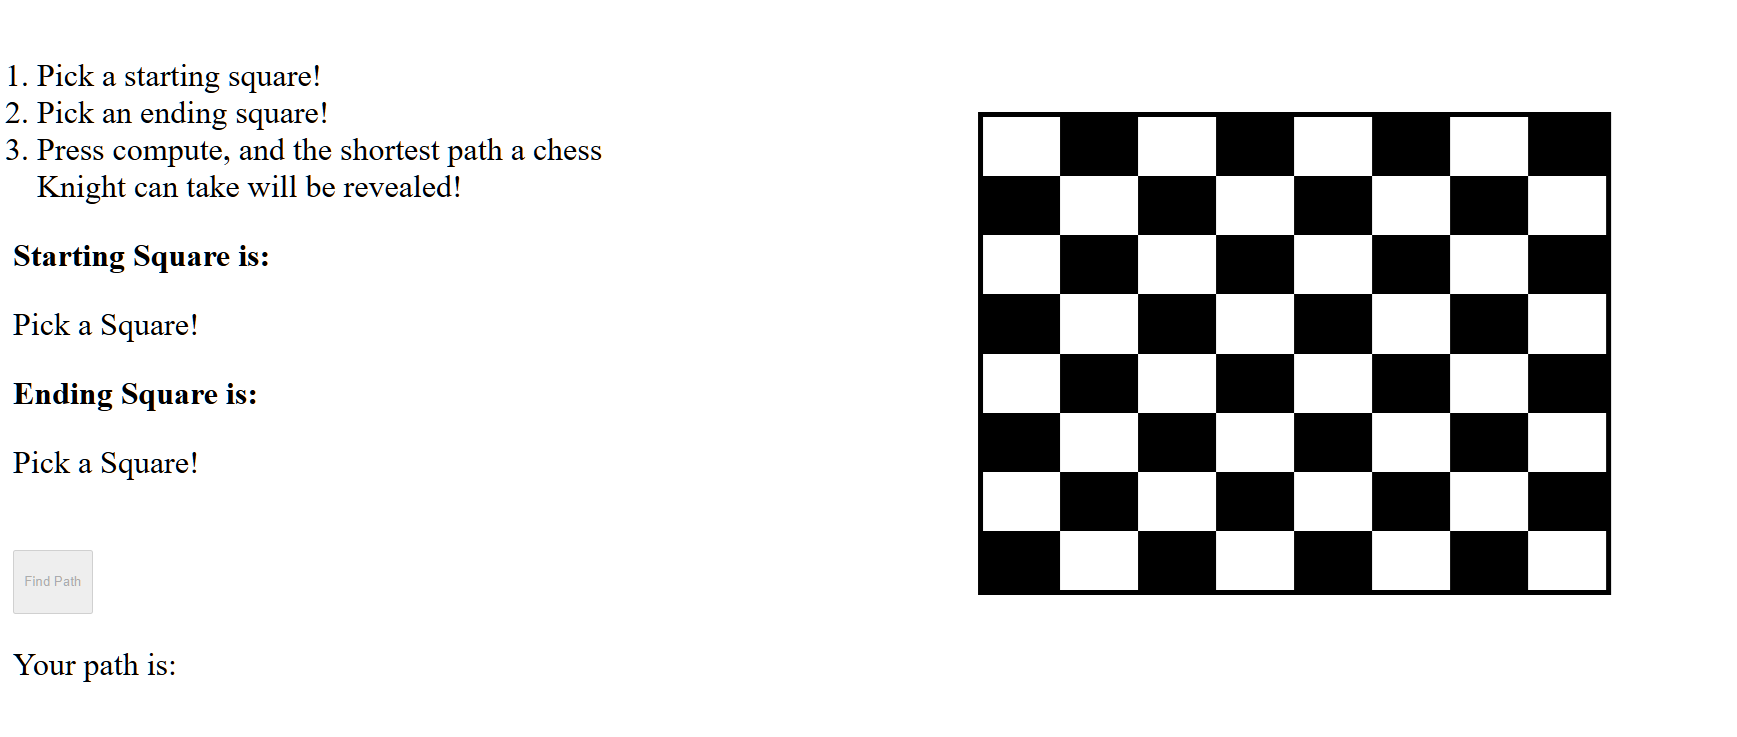 1. Pick a starting square!
2. Pick an ending square!
3. Press compute, and the shortest path a chess
Knight can take will be revealed!
Starting Square is:
Pick a Square!
Ending Square is:
Pick a Square!
Find Path
Your path is: